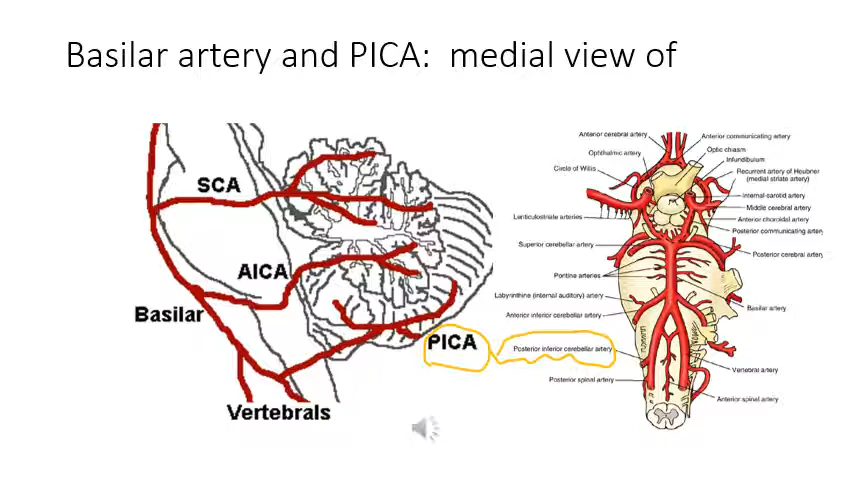 Basilar artery and PICA: medial view of
SCA
AICA
Basilar
PICA
Vertebrals
Anterior cerebral artery
Ophthalmic artery
Circle of Willis
Lenticulostriate arteries
Superior cerebellar artery
Pontine arteries
Labyrinthine (internal auditory) artery
Anterior inferior cerebellar artery
Posterior inferior cerebellar artery
Posterior spinal artery
Anterior communicating artery
Optic chiasm
Infundibulum
Recurrent artery of Heubner
(medial striate artery)
Internal carotid artery
Middle cerebral artery
Anterior choroidal artery
Posterior communicating artery
Posterior cerebral artery
Basilar artery
Vertebral artery
Anterior spinal artery